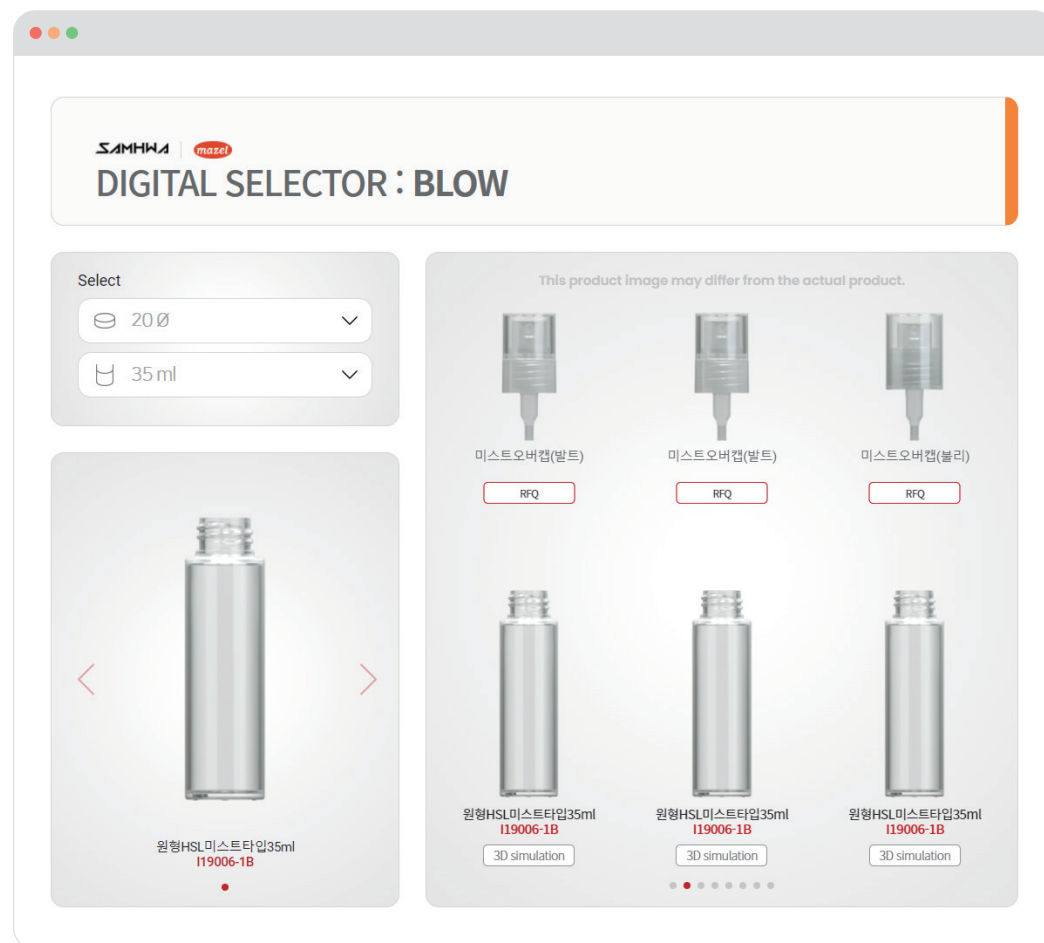 SAMHWA mazel
DIGITAL SELECTOR : BLOW
Select
20 Ø
35 ml
원형HSL미스트타입35ml
I19006-1B
This product image may differ from the actual product.
미스트오버캡(발트) 미스트오버캡(발트) 미스트오버캡(불리)
RFQ RFQ RFQ
원형HSL미스트타입35ml 원형HSL미스트타입35ml 원형HSL미스트타입35ml
I19006-1B I19006-1B I19006-1B
3D simulation 3D simulation 3D simulation